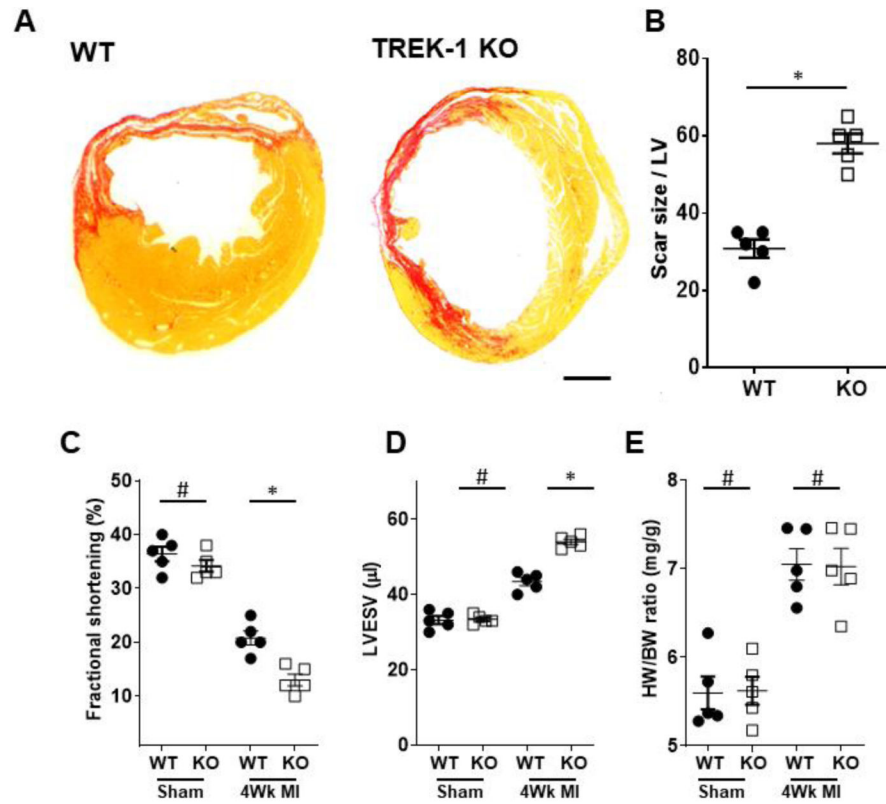 A
WT
TREK-1 KO
B
Scar size / LV
80
60
40
20
0
*
WT
KO
C
Fractional shortening (%)
50
40
30
20
10
#
*
WT KO WT KO
Sham 4Wk MI
D
LVESV (µl)
60
40
20
0
#
*
WT KO WT KO
Sham 4Wk MI
E
HW/BW ratio (mg/g)
8
7
6
5
#
#
WT KO WT KO
Sham 4Wk MI